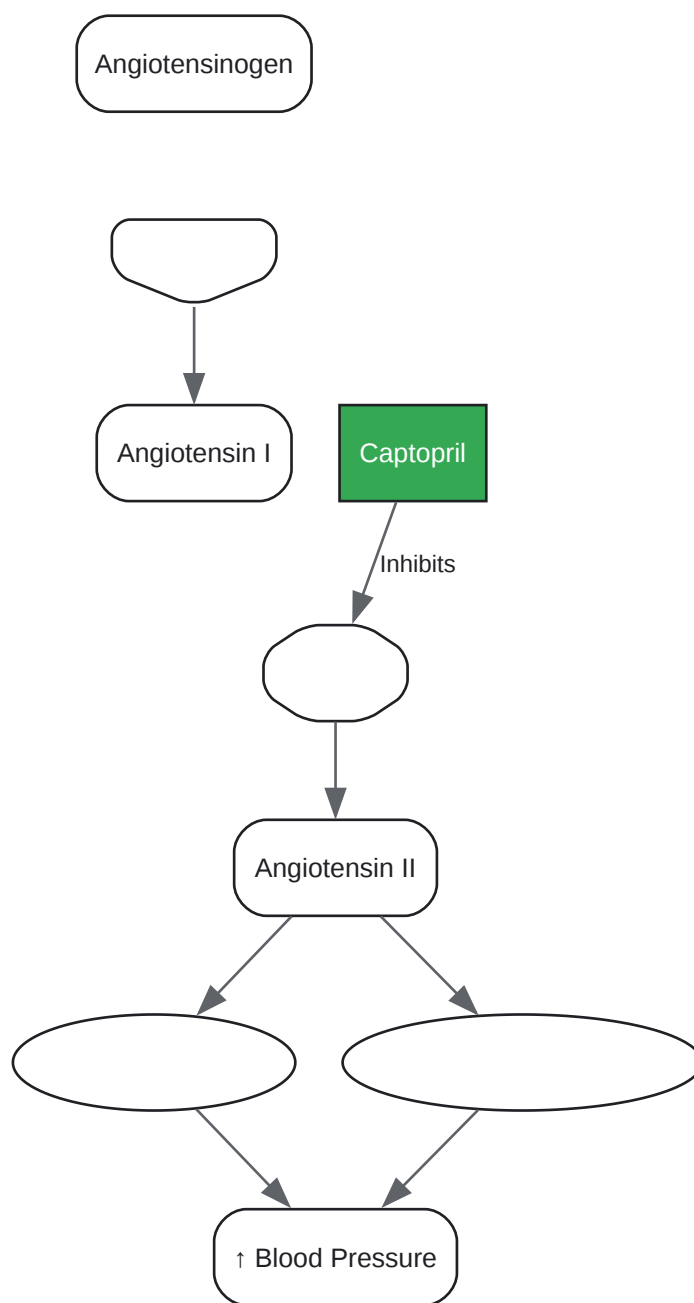 Angiotensinogen
Angiotensin I
Captopril
Inhibits
Angiotensin II
↑ Blood Pressure